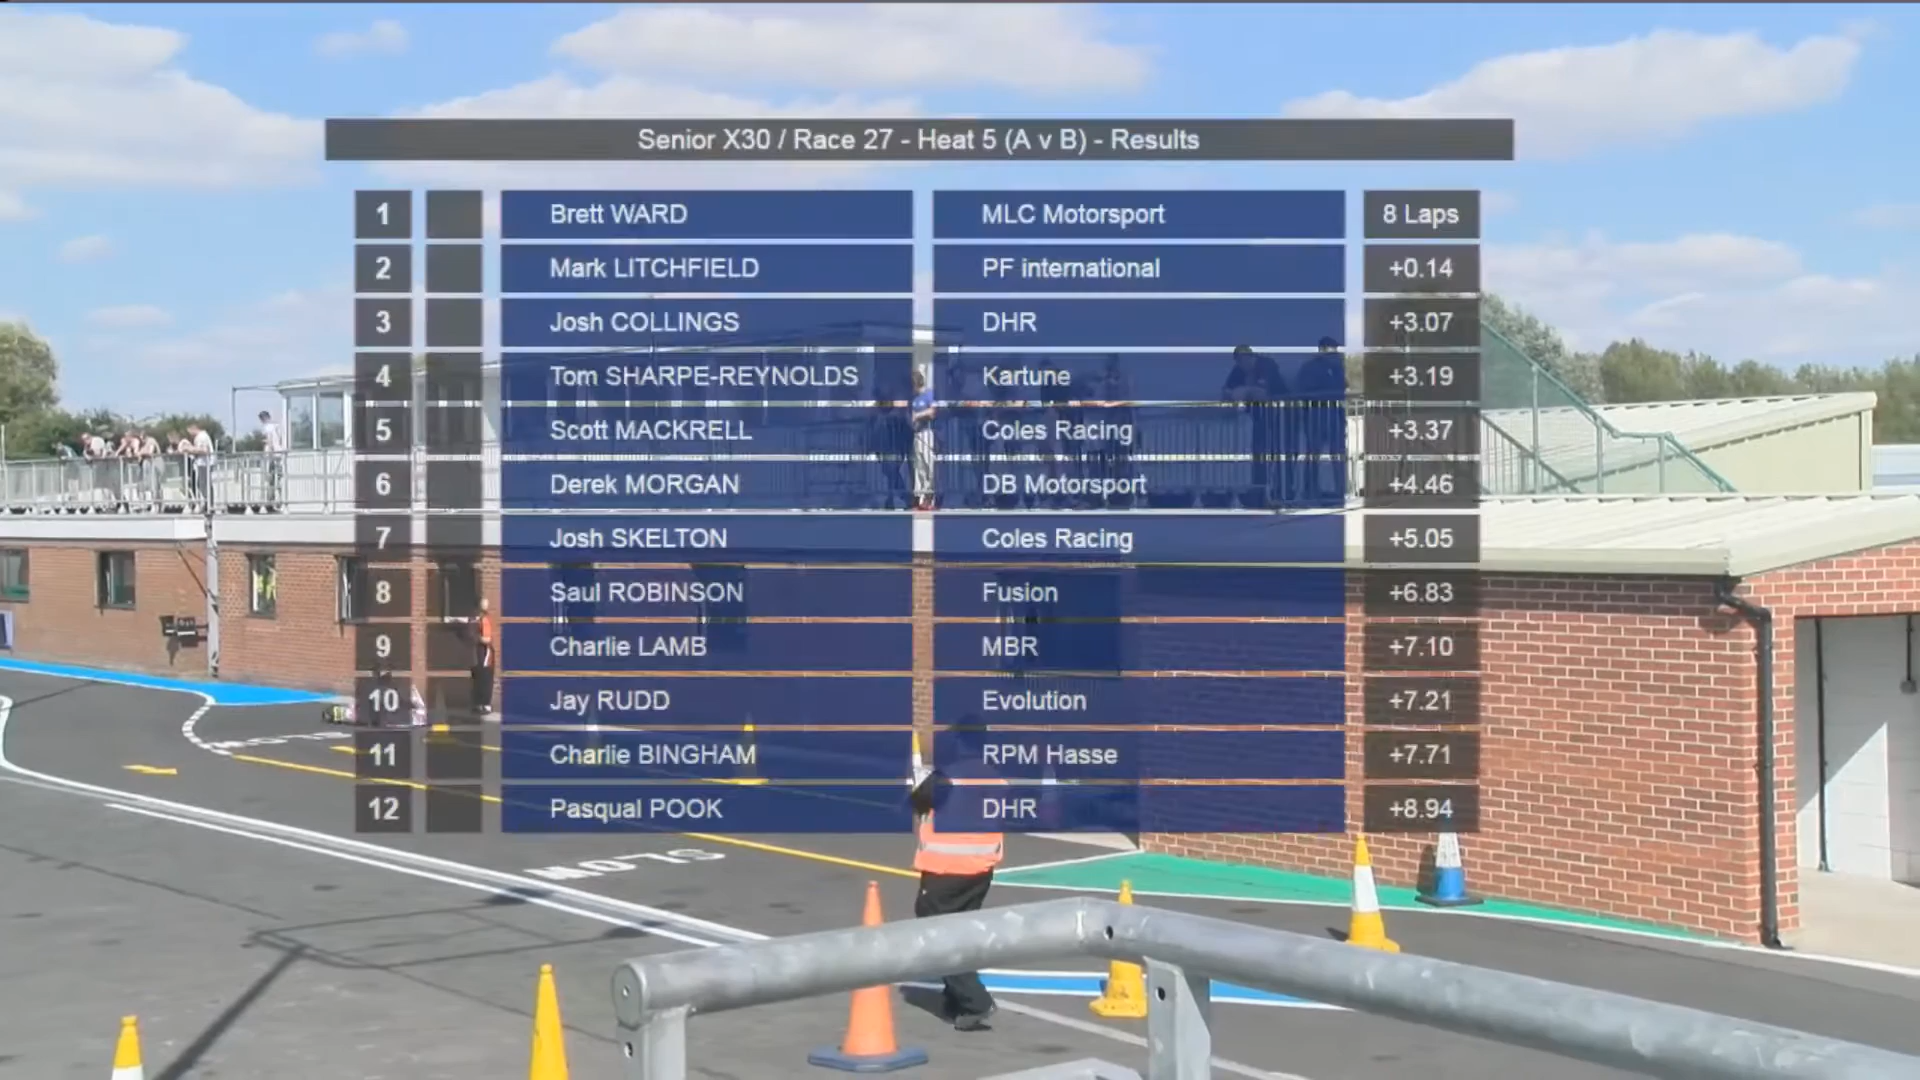 Senior X30 / Race 27 - Heat 5 (A v B) - Results
1 Brett WARD MLC Motorsport 8 Laps
2 Mark LITCHFIELD PF international +0.14
3 Josh COLLINGS DHR +3.07
4 Tom SHARPE-REYNOLDS Kartune +3.19
5 Scott MACKRELL Coles Racing +3.37
6 Derek MORGAN DB Motorsport +4.46
7 Josh SKELTON Coles Racing +5.05
8 Saul ROBINSON Fusion +6.83
9 Charlie LAMB MBR +7.10
10 Jay RUDD Evolution +7.21
11 Charlie BINGHAM RPM Hasse +7.71
12 Pasqual POOK DHR +8.94
SLOW
SLOW